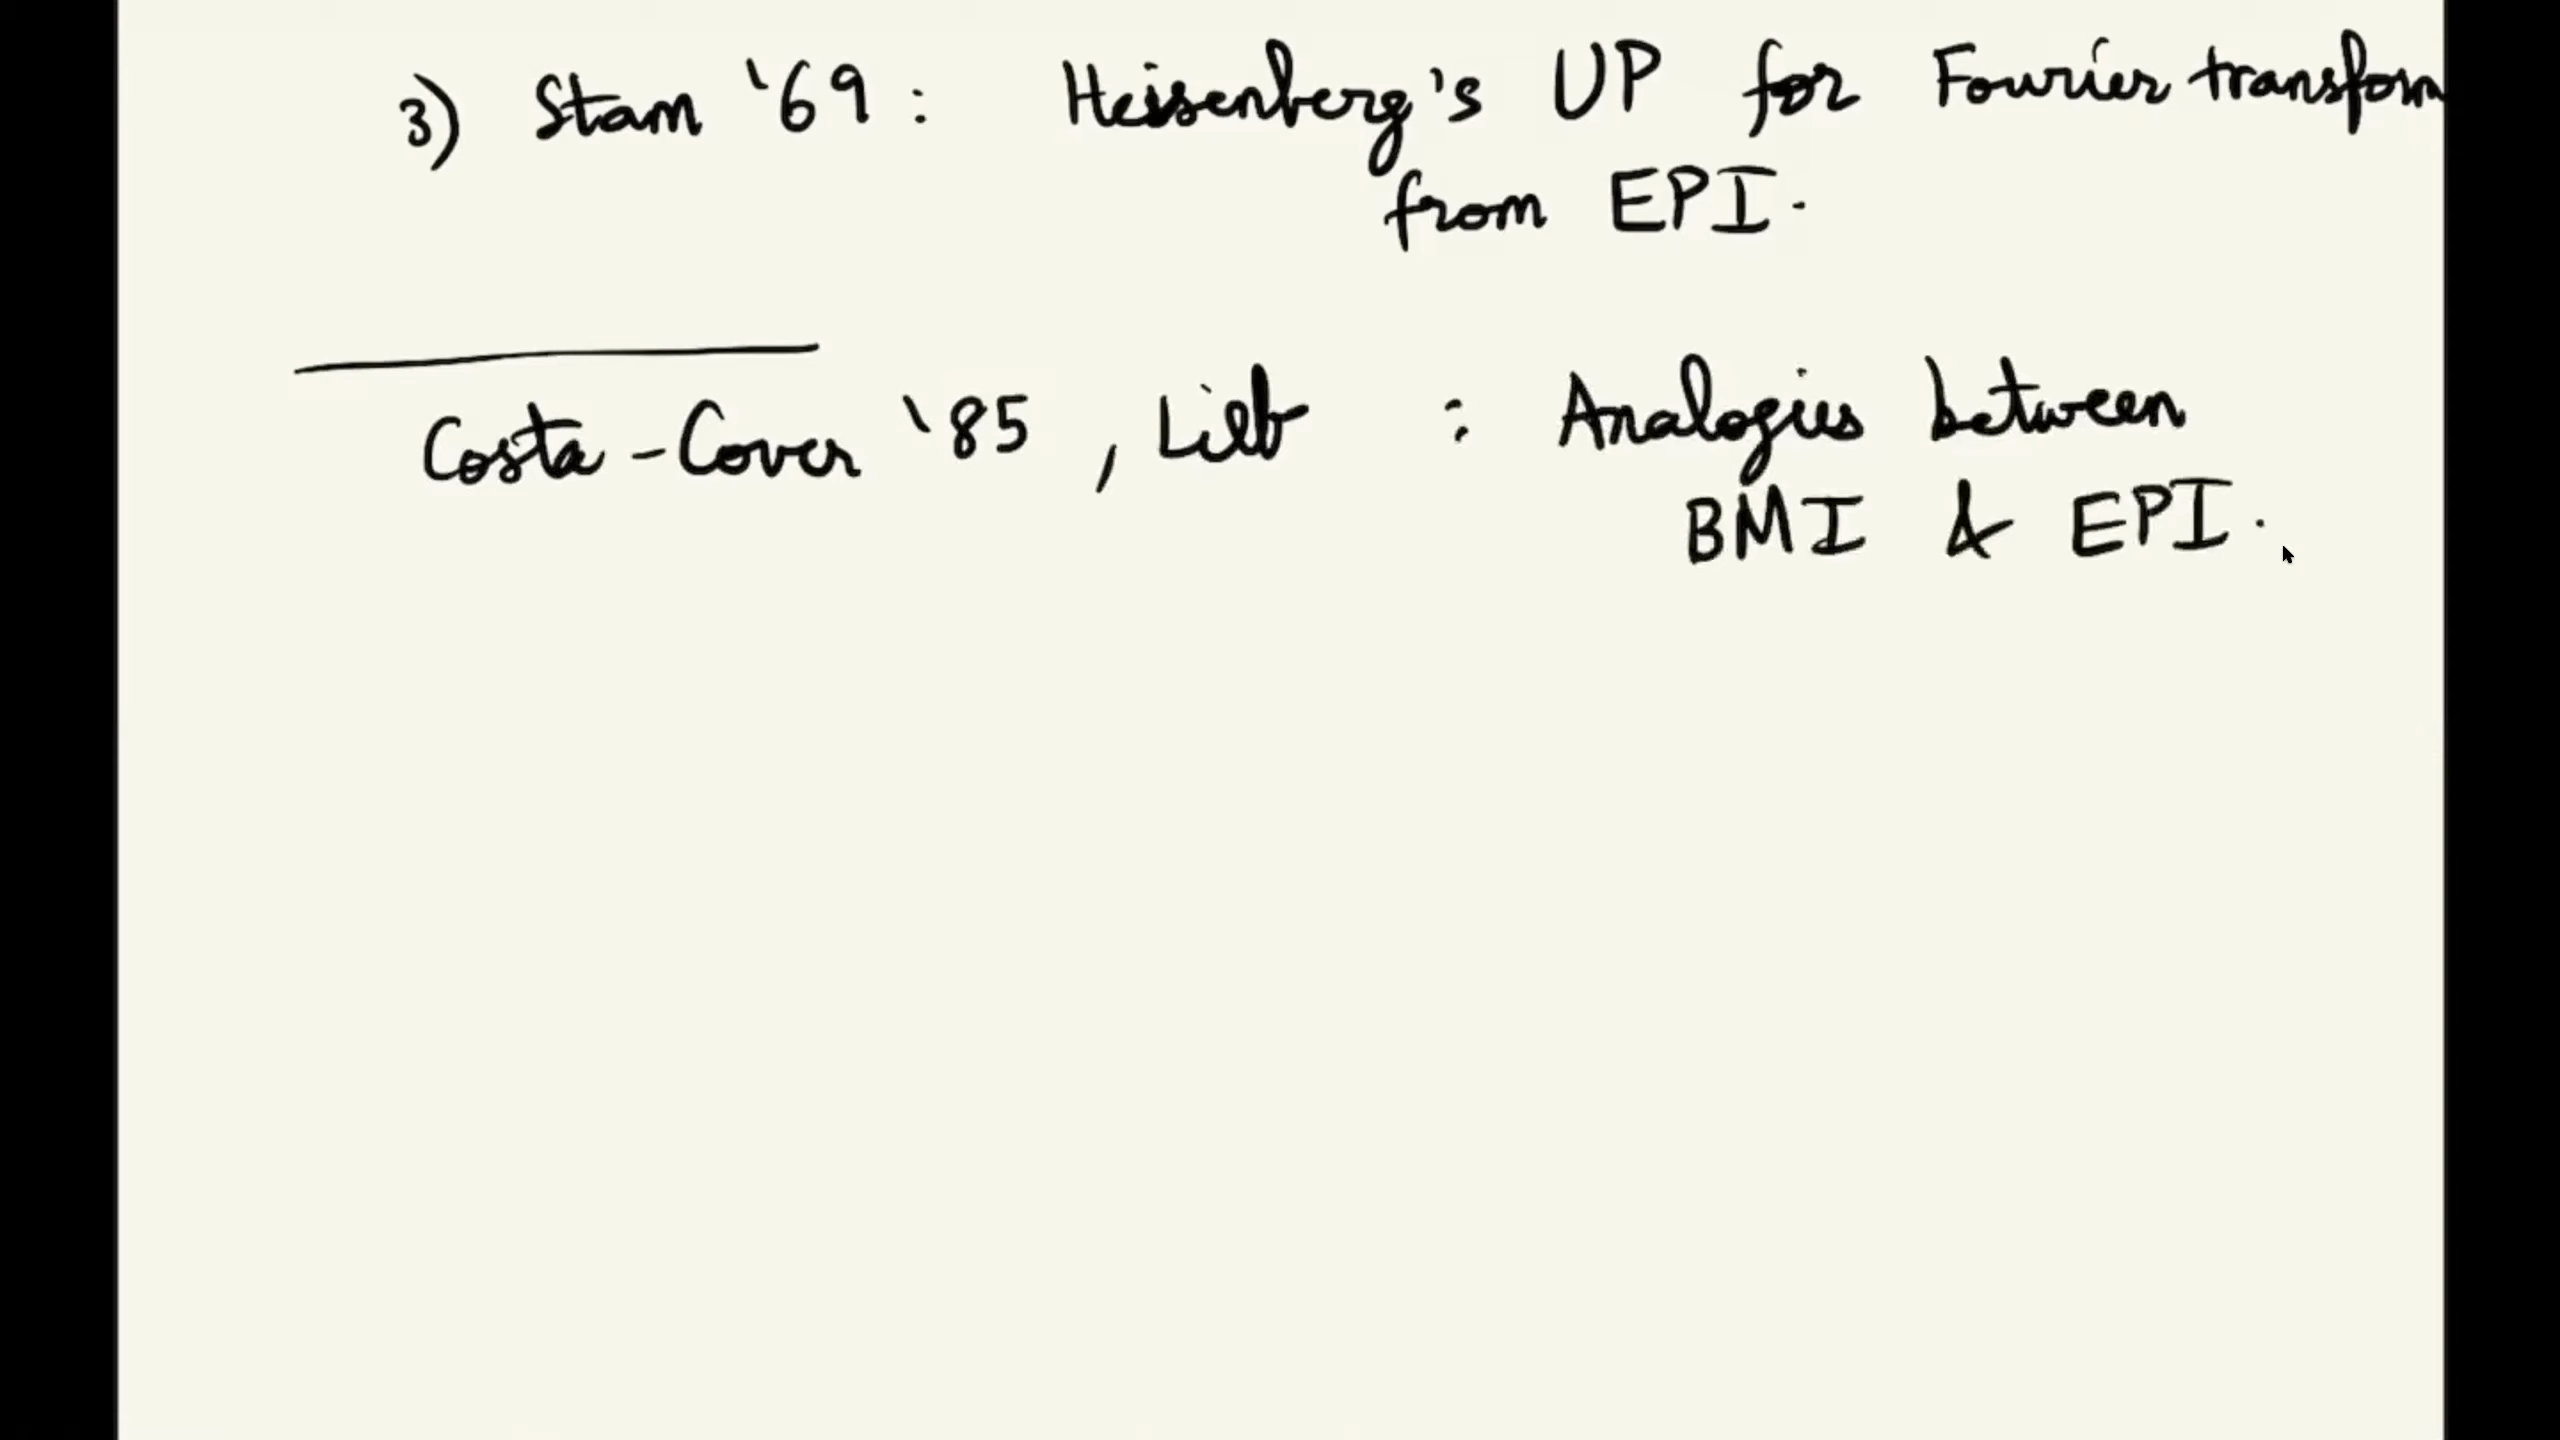 3) Stam '69 : Heisenberg's UP for Fourier transform
from EPI.
Costa-Cover '85, Lieb : Analogies between
BMI & EPI.